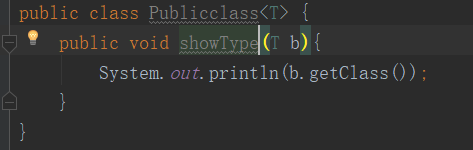 public class Publicclass<T> {
    public void showType(T b){
        System.out.println(b.getClass());
    }
}